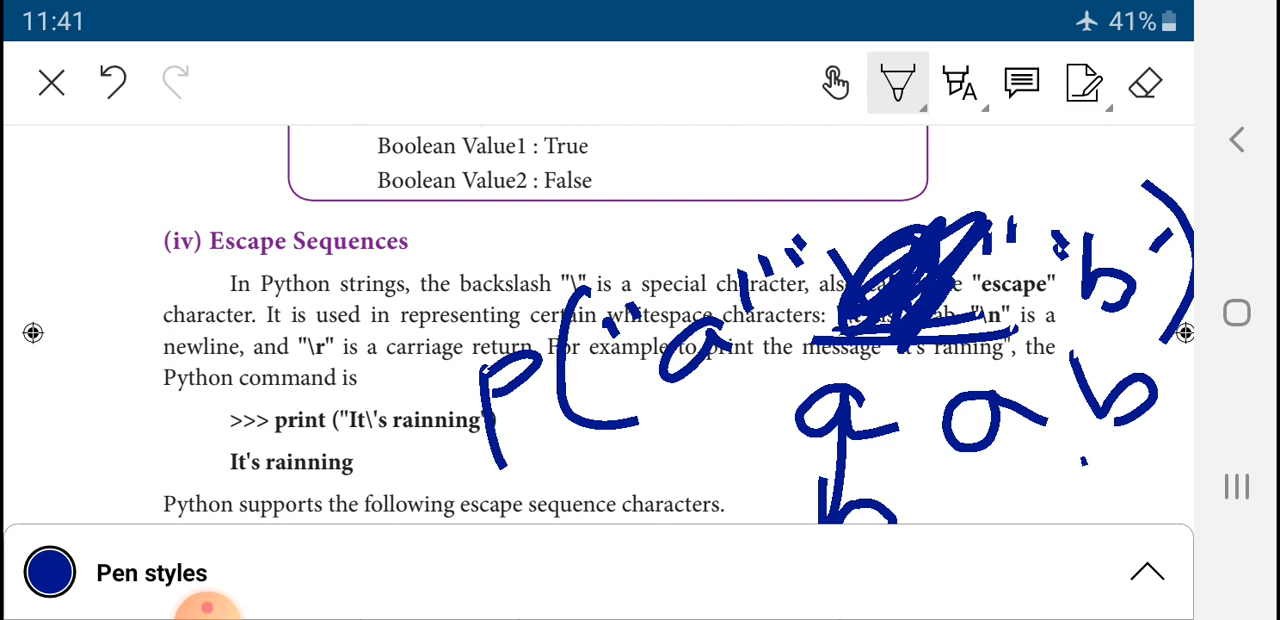 11:41 41%
Boolean Value1 : True
Boolean Value2 : False
(iv) Escape Sequences
In Python strings, the backslash "\" is a special character, also "escape"
character. It is used in representing certain whitespace characters: "\n" is a
newline, and "\r" is a carriage return. For example to print the message "It's raining", the
Python command is
>>> print ("It\'s rainning")
It's rainning
Python supports the following escape sequence characters.
p("a" "b")
a a b
b
Pen styles